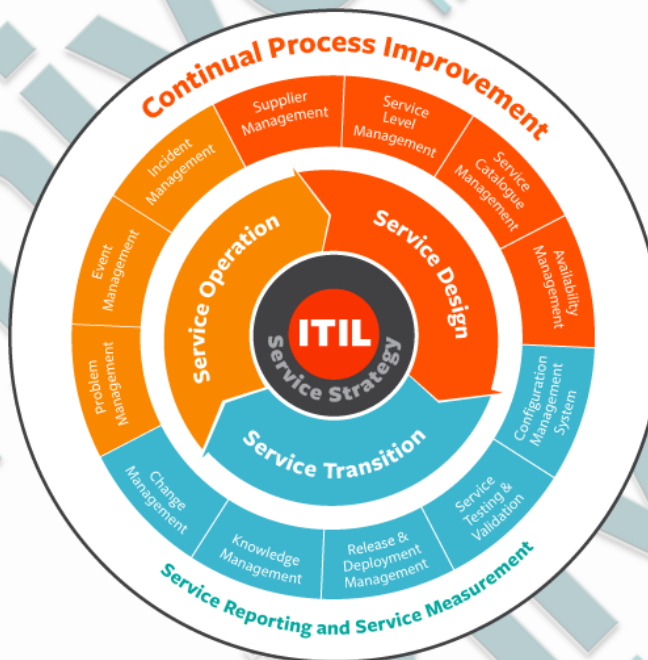 Continual Process Improvement
Supplier
Management
Service
Level
Management
Service
Catalogue
Management
Availability
Management
Configuration
Management
System
Service
Testing &
Validation
Release &
Deployment
Management
Knowledge
Management
Change
Management
Problem
Management
Event
Management
Incident
Management
Service Operation
Service Design
Service Transition
ITIL
Service Strategy
Service Reporting and Service Measurement